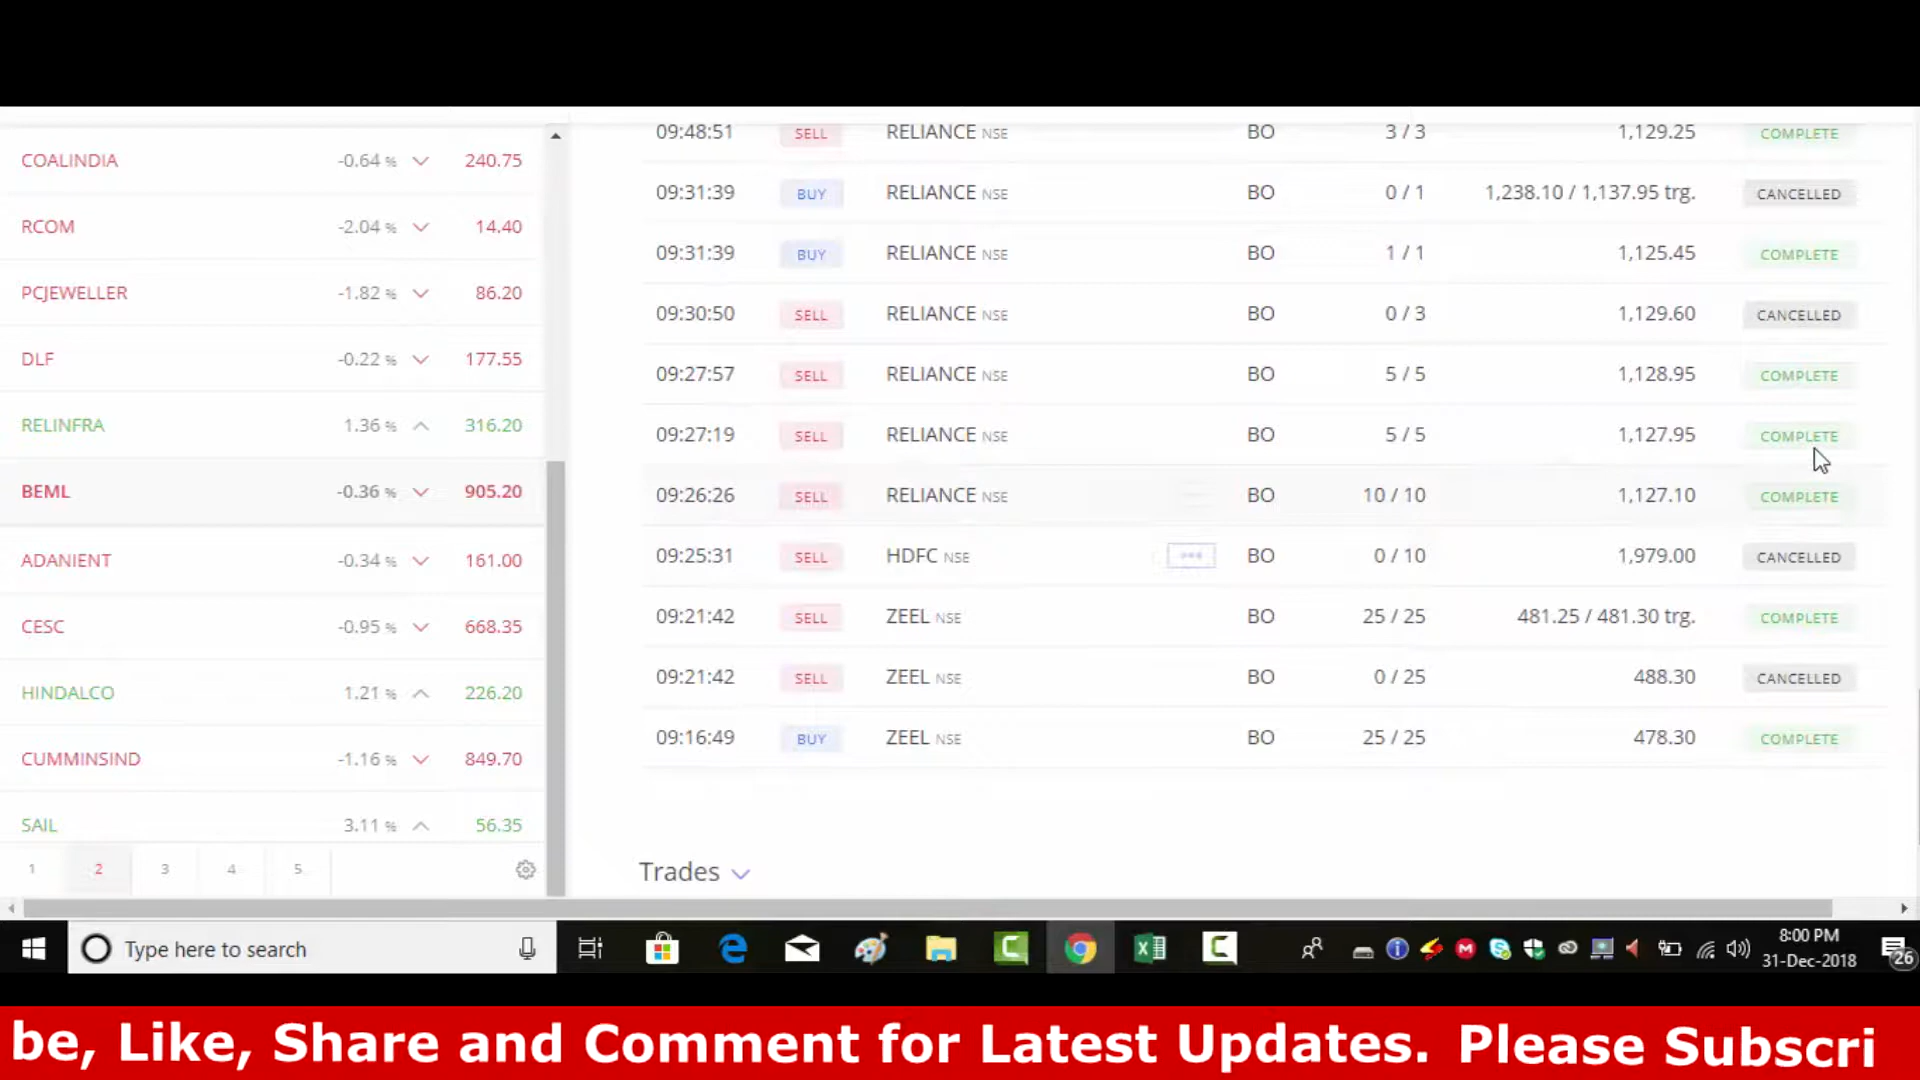 COALINDIA -0.64 % 240.75
RCOM -2.04 % 14.40
PCJEWELLER -1.82 % 86.20
DLF -0.22 % 177.55
RELINFRA 1.36 % 316.20
BEML -0.36 % 905.20
ADANIENT -0.34 % 161.00
CESC -0.95 % 668.35
HINDALCO 1.21 % 226.20
CUMMINSIND -1.16 % 849.70
SAIL 3.11 % 56.35
1 2 3 4 5
09:48:51 SELL RELIANCE NSE BO 3 / 3 1,129.25 COMPLETE
09:31:39 BUY RELIANCE NSE BO 0 / 1 1,238.10 / 1,137.95 trg. CANCELLED
09:31:39 BUY RELIANCE NSE BO 1 / 1 1,125.45 COMPLETE
09:30:50 SELL RELIANCE NSE BO 0 / 3 1,129.60 CANCELLED
09:27:57 SELL RELIANCE NSE BO 5 / 5 1,128.95 COMPLETE
09:27:19 SELL RELIANCE NSE BO 5 / 5 1,127.95 COMPLETE
09:26:26 SELL RELIANCE NSE BO 10 / 10 1,127.10 COMPLETE
09:25:31 SELL HDFC NSE BO 0 / 10 1,979.00 CANCELLED
09:21:42 SELL ZEEL NSE BO 25 / 25 481.25 / 481.30 trg. COMPLETE
09:21:42 SELL ZEEL NSE BO 0 / 25 488.30 CANCELLED
09:16:49 BUY ZEEL NSE BO 25 / 25 478.30 COMPLETE
Trades
Type here to search
8:00 PM
31-Dec-2018
26
be, Like, Share and Comment for Latest Updates. Please Subscri